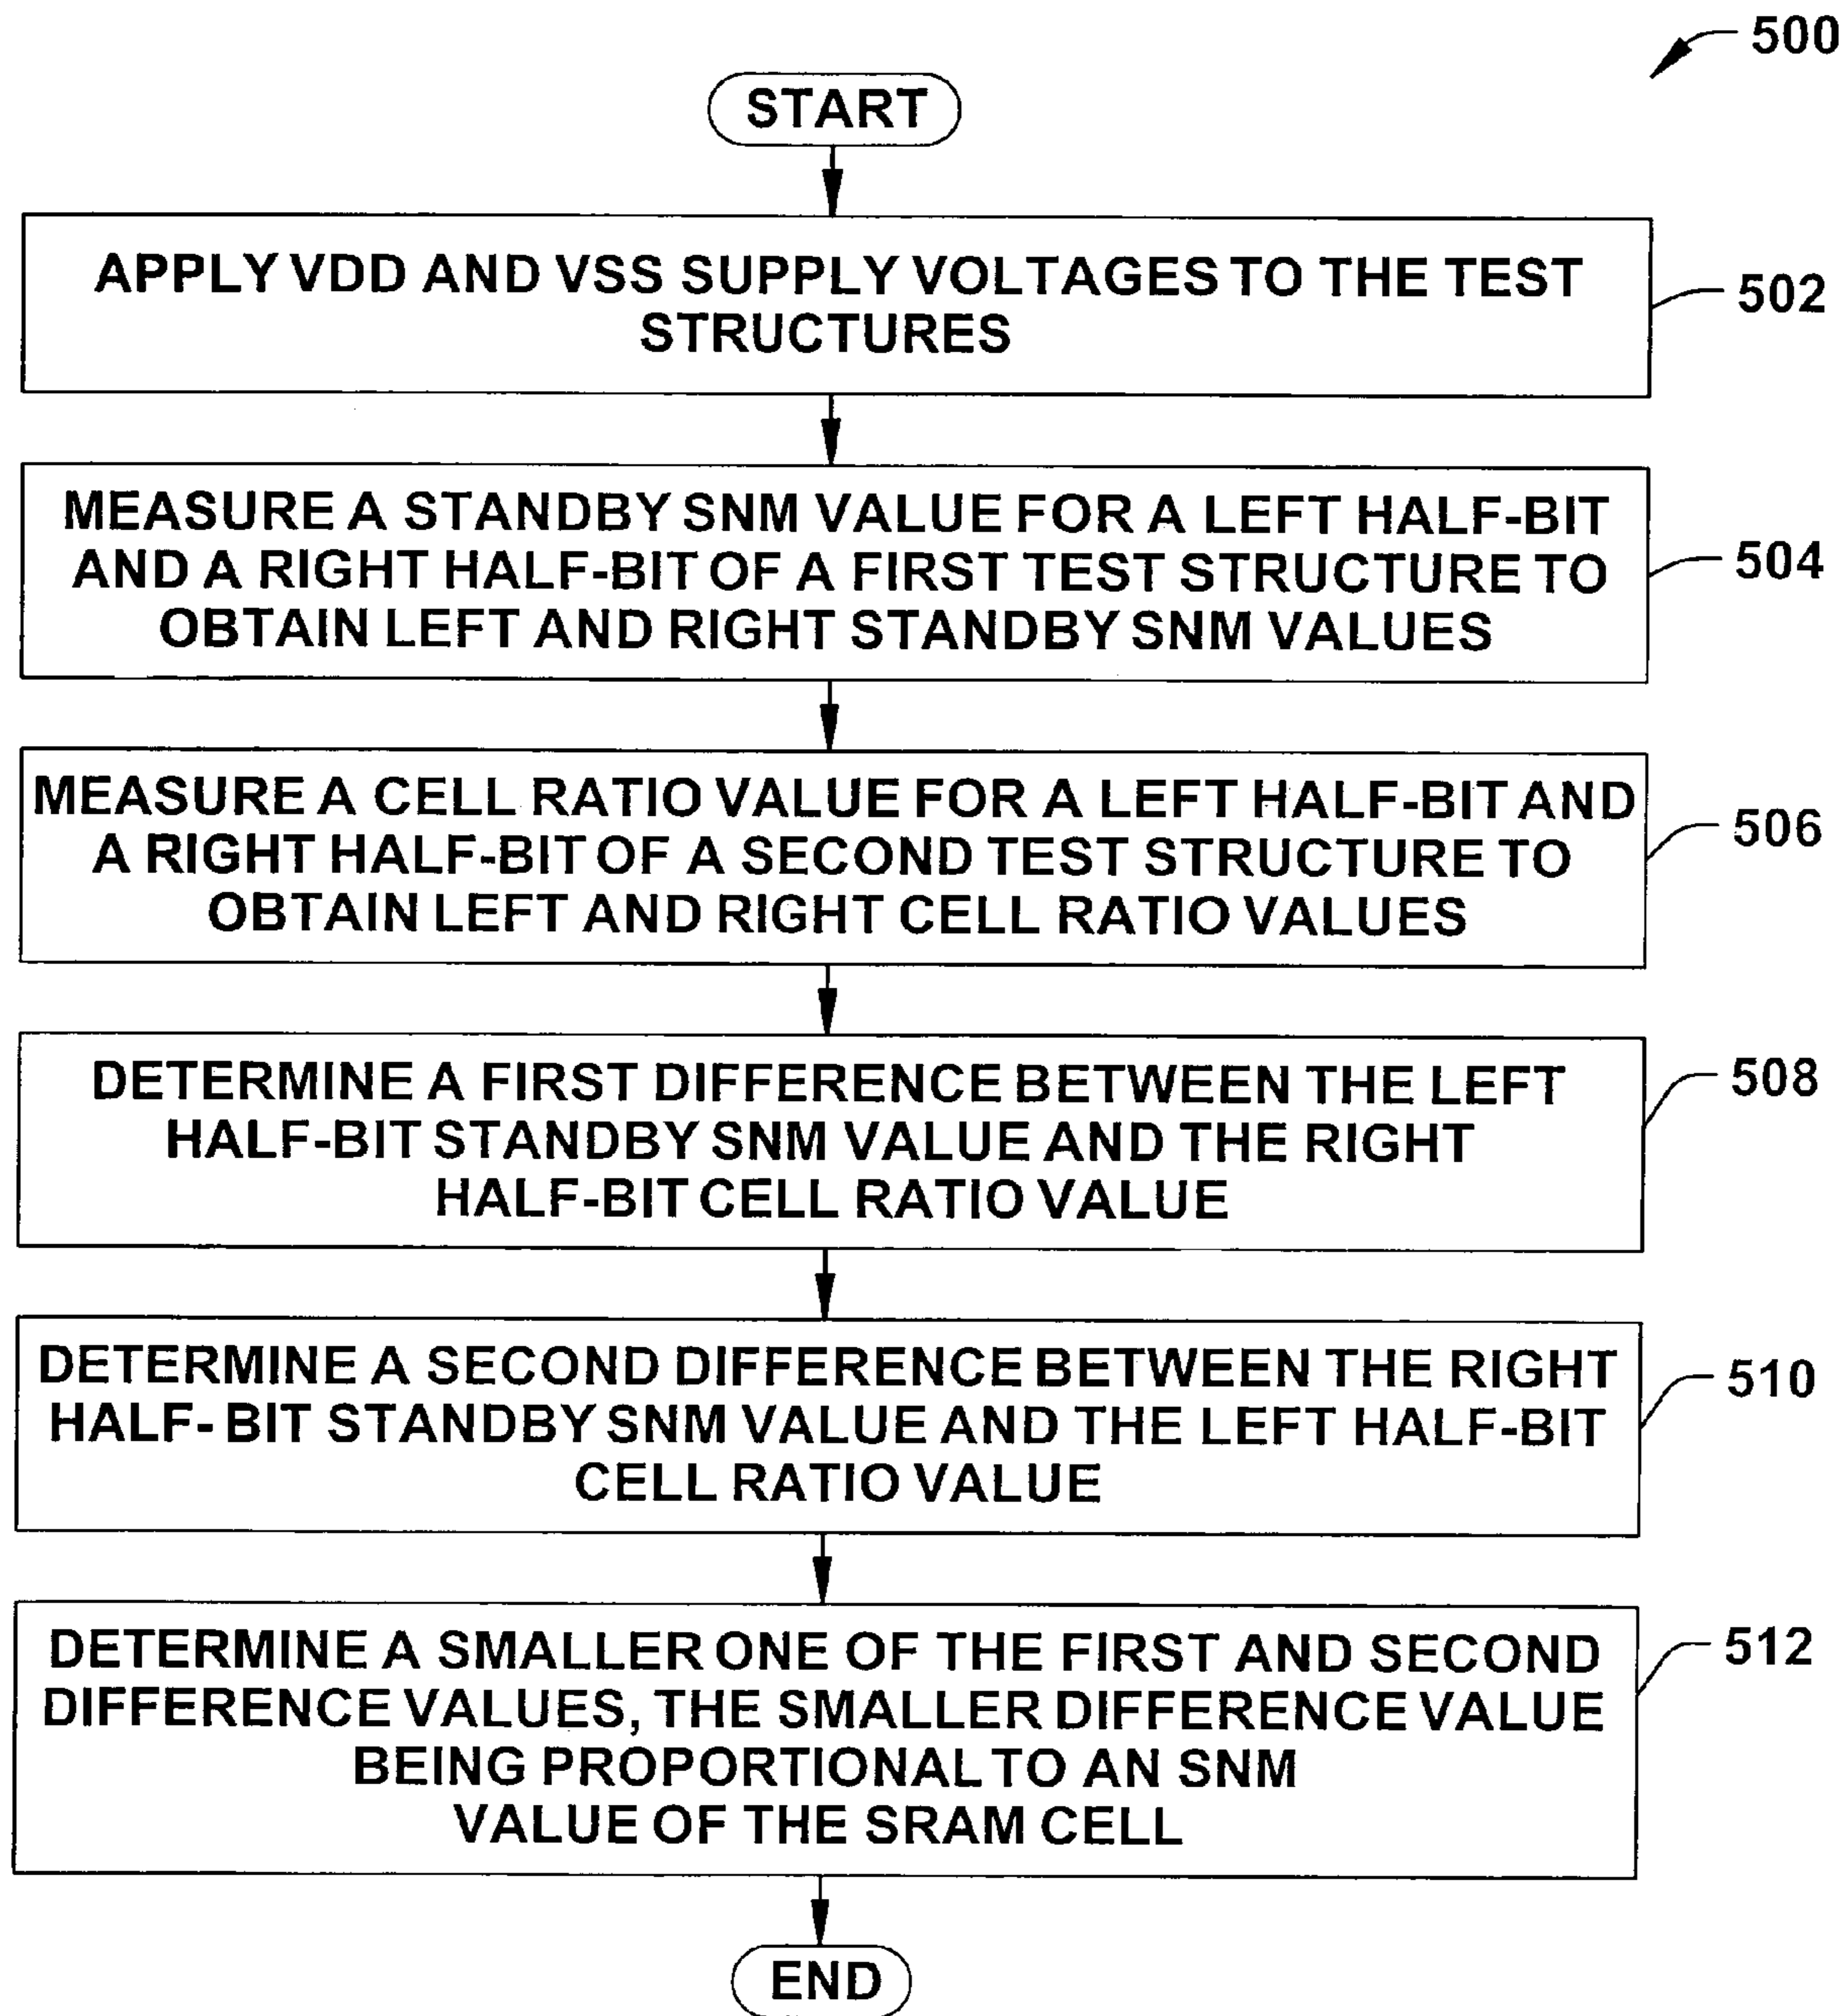 500
START
APPLY VDD AND VSS SUPPLY VOLTAGES TO THE TEST
STRUCTURES
502
MEASURE A STANDBY SNM VALUE FOR A LEFT HALF-BIT
AND A RIGHT HALF-BIT OF A FIRST TEST STRUCTURE TO
OBTAIN LEFT AND RIGHT STANDBY SNM VALUES
504
MEASURE A CELL RATIO VALUE FOR A LEFT HALF-BIT AND
A RIGHT HALF-BIT OF A SECOND TEST STRUCTURE TO
OBTAIN LEFT AND RIGHT CELL RATIO VALUES
506
DETERMINE A FIRST DIFFERENCE BETWEEN THE LEFT
HALF-BIT STANDBY SNM VALUE AND THE RIGHT
HALF-BIT CELL RATIO VALUE
508
DETERMINE A SECOND DIFFERENCE BETWEEN THE RIGHT
HALF- BIT STANDBY SNM VALUE AND THE LEFT HALF-BIT
CELL RATIO VALUE
510
DETERMINE A SMALLER ONE OF THE FIRST AND SECOND
DIFFERENCE VALUES, THE SMALLER DIFFERENCE VALUE
BEING PROPORTIONAL TO AN SNM
VALUE OF THE SRAM CELL
512
END